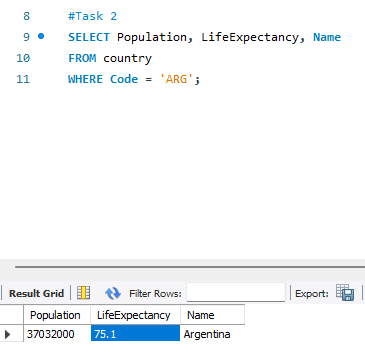 8 #Task 2
9 SELECT Population, LifeExpectancy, Name
10 FROM country
11 WHERE Code = 'ARG';
Result Grid Filter Rows: Export:
Population LifeExpectancy Name
37032000 75.1 Argentina